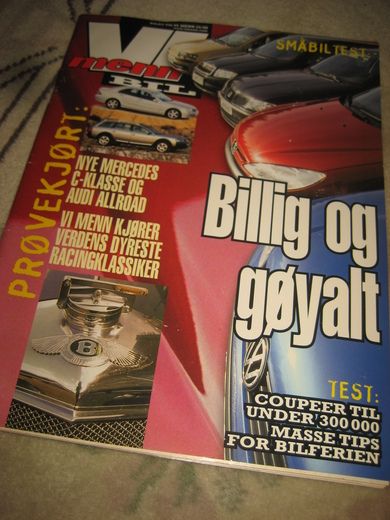 SMÅBILTEST:
Vi
menn
BIL
PRØVEKJØRT:
NYE MERCEDES
C-KLASSE OG
AUDI ALLROAD
VI MENN KJØRER
VERDENS DYRESTE
RACINGKLASSIKER
Billig og
gøyalt
B
TEST:
COUPEER TIL
UNDER 300 000
MASSE TIPS
FOR BILFERIEN